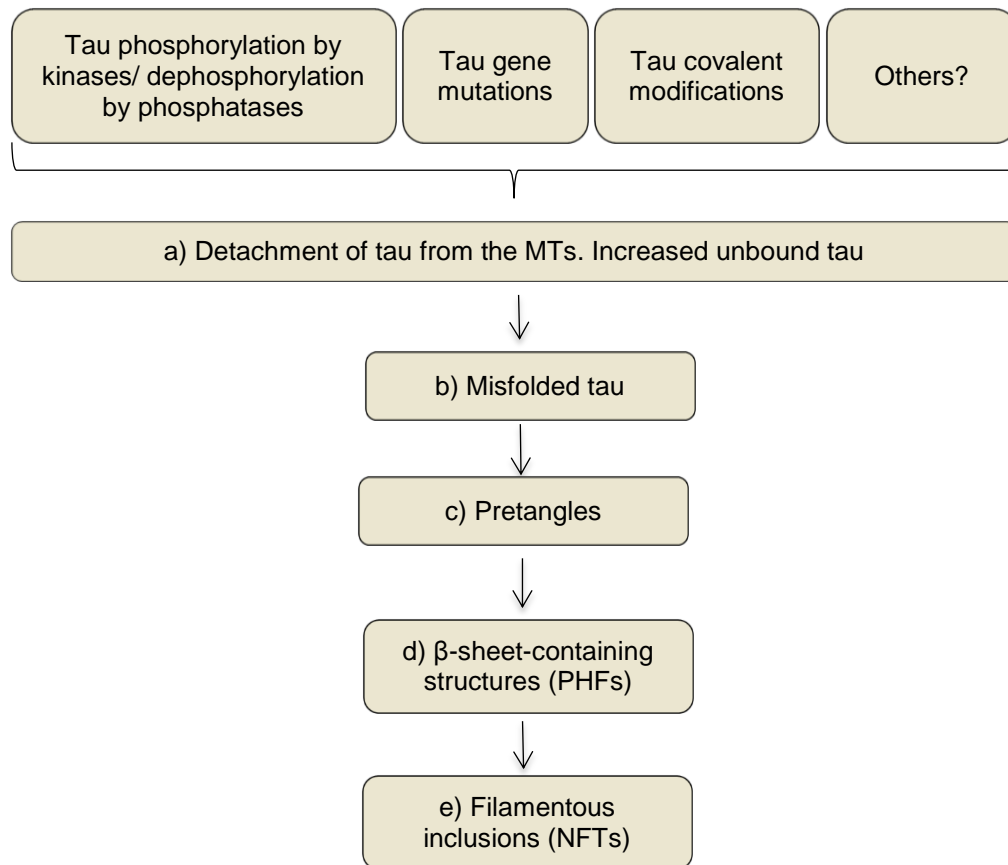 Tau phosphorylation by
kinases/ dephosphorylation
by phosphatases
Tau gene
mutations
Tau covalent
modifications
Others?
a) Detachment of tau from the MTs. Increased unbound tau
b) Misfolded tau
c) Pretangles
d) β-sheet-containing
structures (PHFs)
e) Filamentous
inclusions (NFTs)